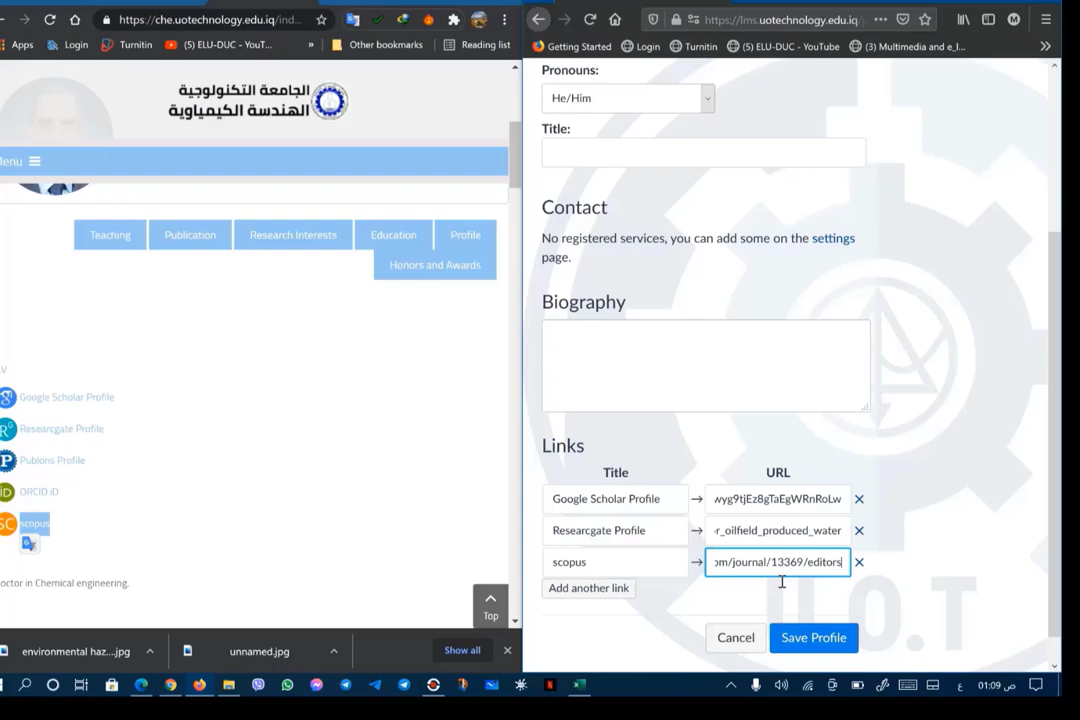 https://che.uotechnology.edu.iq/ind
Apps
Login
Turnitin
ELU-DUC - YouT...
»
Other bookmarks
Reading list
الجامعة التكنولوجية
الهندسة الكيمياوية
Menu
Teaching
Publication
Research Interests
Education
Profile
Honors and Awards
Google Scholar Profile
Researcgate Profile
Publons Profile
ORCID iD
scopus
octor in Chemical engineering.
Top
environmental haz....jpg
unnamed.jpg
Show all
https://lms.uotechnology.edu.iq/
Getting Started
Login
Turnitin
(5) ELU-DUC - YouTube
(3) Multimedia and e_l...
Pronouns:
He/Him
Title:
Contact
No registered services, you can add some on the settings
page.
Biography
Links
Title
URL
Google Scholar Profile
→
wyg9tjEz8gTaEgWRnRoLw
Researcgate Profile
→
r_oilfield_produced_water
scopus
→
om/journal/13369/editors
Add another link
Cancel
Save Profile
U.O.T
ع
01:09 ص